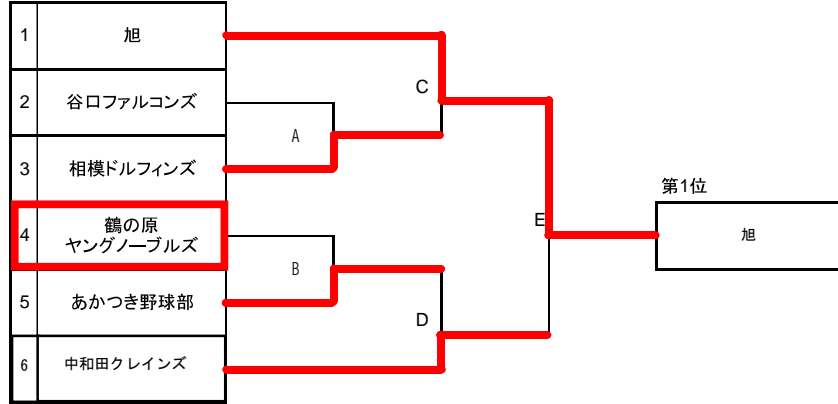 1 旭
2 谷口ファルコンズ
3 相模ドルフィンズ
4 鶴の原
ヤングノーブルズ
5 あかつき野球部
6 中和田クレインズ
A
B
C
D
E
第1位
旭